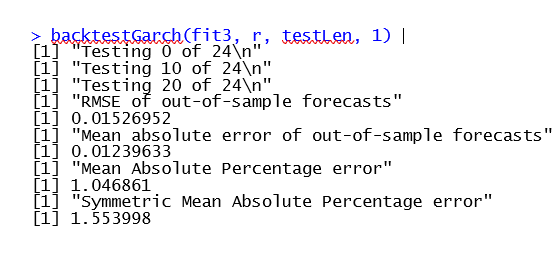 > backtestGarch(fit3, r, testLen, 1) |
[1] "Testing 0 of 24\n"
[1] "Testing 10 of 24\n"
[1] "Testing 20 of 24\n"
[1] "RMSE of out-of-sample forecasts"
[1] 0.01526952
[1] "Mean absolute error of out-of-sample forecasts"
[1] 0.01239633
[1] "Mean Absolute Percentage error"
[1] 1.046861
[1] "Symmetric Mean Absolute Percentage error"
[1] 1.553998